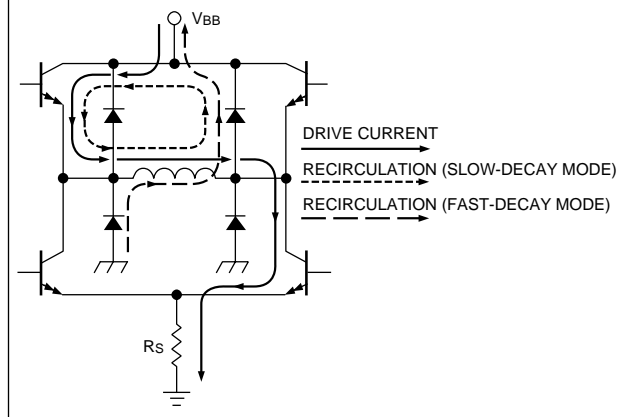 VBB
DRIVE CURRENT
RECIRCULATION (SLOW-DECAY MODE)
RECIRCULATION (FAST-DECAY MODE)
RS